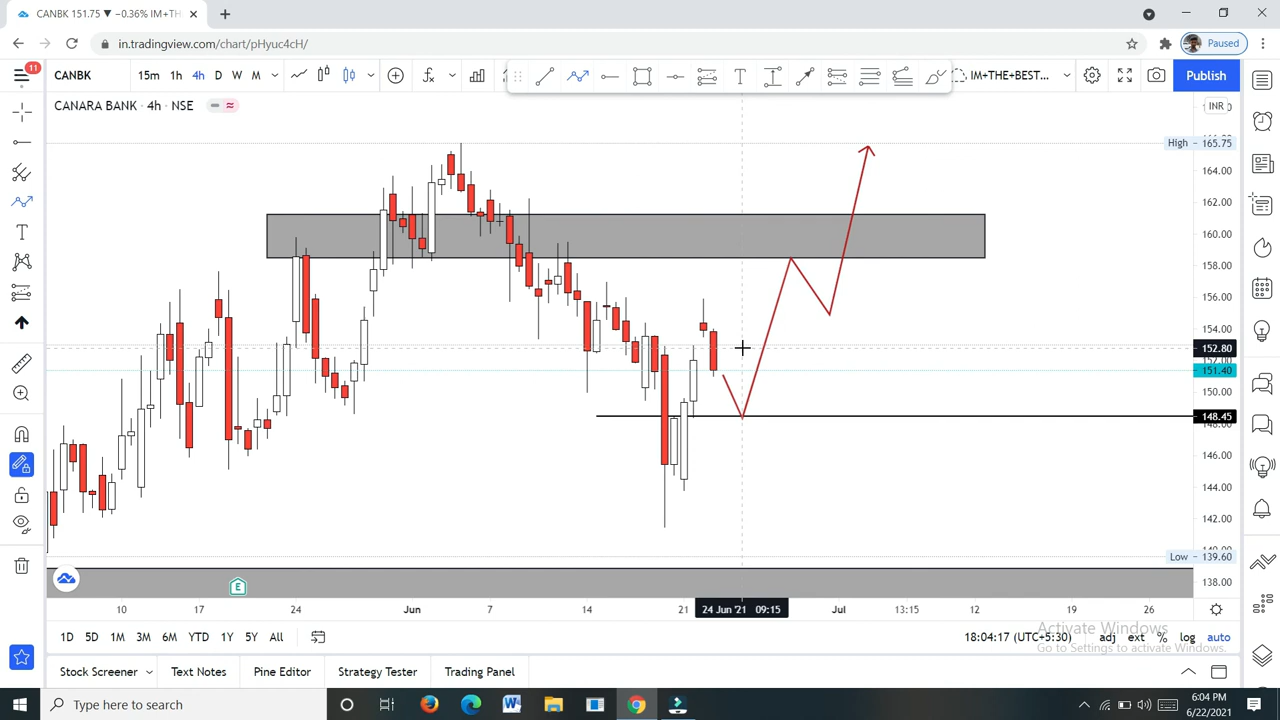 CANBK 151.75 ▼ −0.36% IM+TH
in.tradingview.com/chart/pHyuc4cH/
Paused
11
CANBK
15m 1h 4h D W M
IM+THE+BEST...
Publish
CANARA BANK · 4h · NSE
INR
High 165.75
164.00
162.00
160.00
158.00
156.00
154.00
152.80
152.00
151.40
150.00
148.45
148.00
146.00
144.00
142.00
140.00
Low 139.60
138.00
E
10 17 24 Jun 7 14 21 24 Jun '21 09:15 Jul 13:15 12 19 26
Activate Windows
Go to Settings to activate Windows.
1D 5D 1M 3M 6M YTD 1Y 5Y All
18:04:17 (UTC+5:30) adj ext % log auto
Stock Screener Text Notes Pine Editor Strategy Tester Trading Panel
Type here to search
6:04 PM
6/22/2021